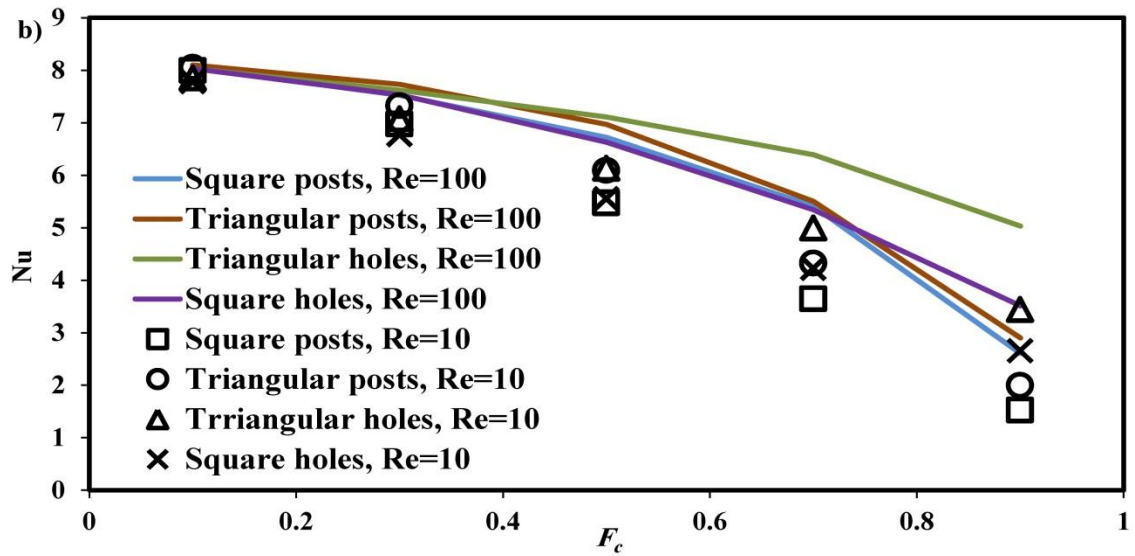 b)
9
8
7
6
5
4
3
2
1
0
Nu
Square posts, Re=100
Triangular posts, Re=100
Triangular holes, Re=100
Square holes, Re=100
Square posts, Re=10
Triangular posts, Re=10
Trriangular holes, Re=10
Square holes, Re=10
0 0.2 0.4 0.6 0.8 1
Fc